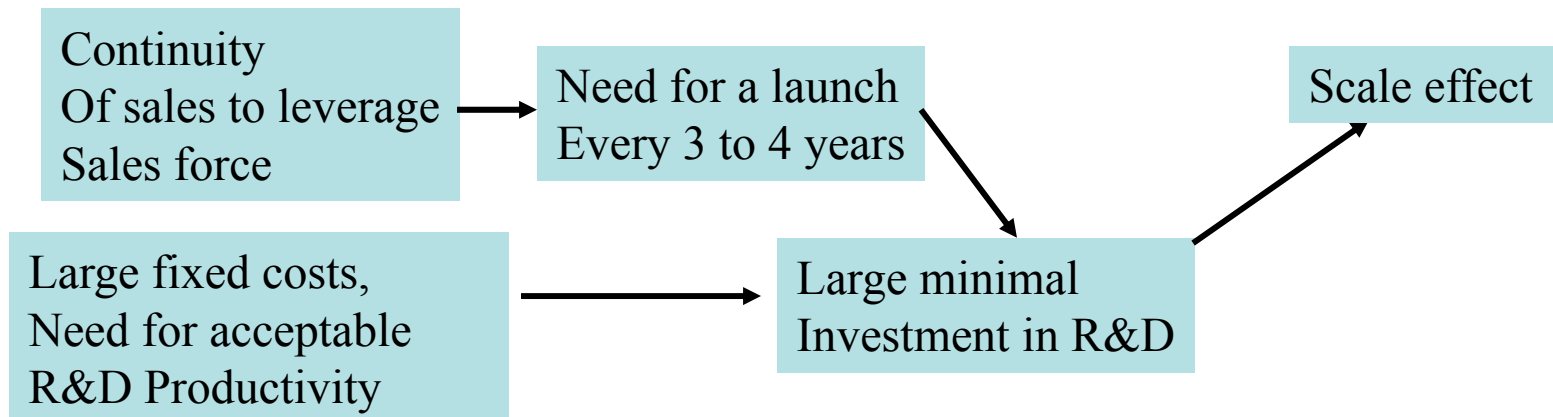 Continuity
Of sales to leverage
Sales force
Need for a launch
Every 3 to 4 years
Scale effect
Large fixed costs,
Need for acceptable
R&D Productivity
Large minimal
Investment in R&D